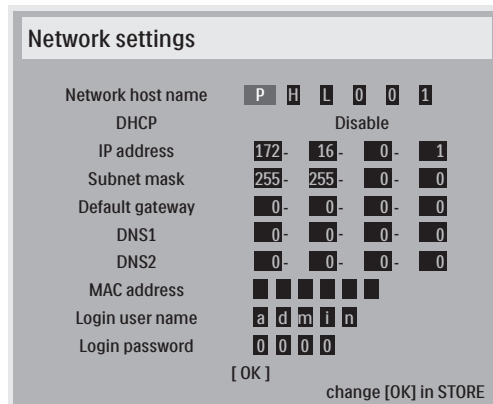 Network settings
Network host name P H L 0 0 1
DHCP Disable
IP address 172- 16- 0- 1
Subnet mask 255- 255- 0- 0
Default gateway 0- 0- 0- 0
DNS1 0- 0- 0- 0
DNS2 0- 0- 0- 0
MAC address
Login user name a d m i n
Login password 0 0 0 0
[ OK ]
change [OK] in STORE